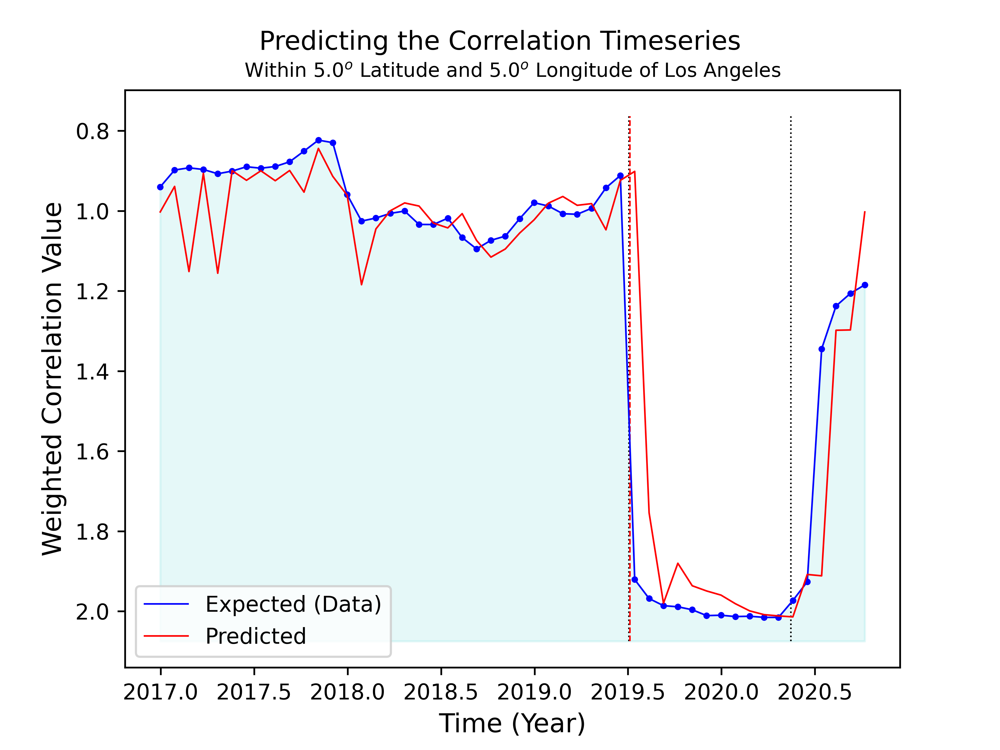 Predicting the Correlation Timeseries
Within 5.0° Latitude and 5.0° Longitude of Los Angeles
Weighted Correlation Value
0.8
1.0
1.2
1.4
1.6
1.8
2.0
Expected (Data)
Predicted
2017.0 2017.5 2018.0 2018.5 2019.0 2019.5 2020.0 2020.5
Time (Year)